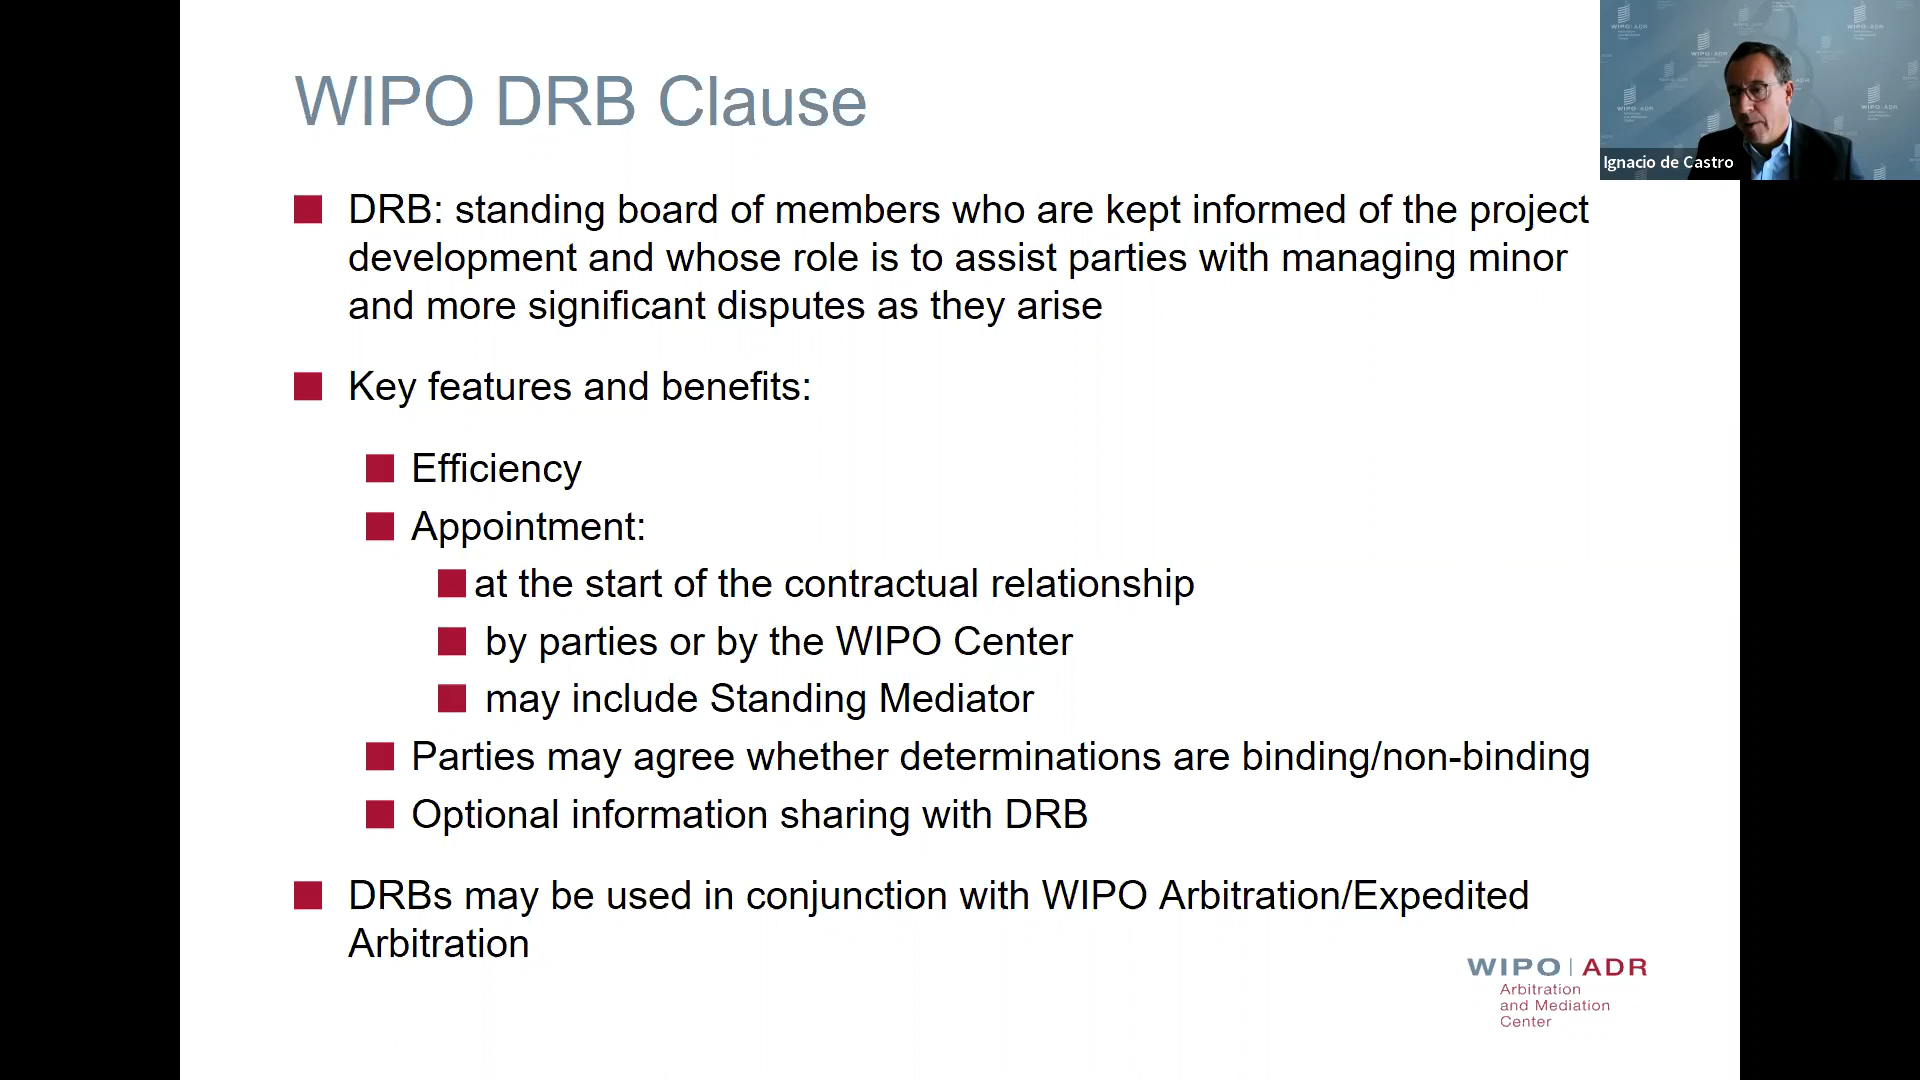 WIPO DRB Clause
DRB: standing board of members who are kept informed of the project
development and whose role is to assist parties with managing minor
and more significant disputes as they arise
Key features and benefits:
Efficiency
Appointment:
at the start of the contractual relationship
by parties or by the WIPO Center
may include Standing Mediator
Parties may agree whether determinations are binding/non-binding
Optional information sharing with DRB
DRBs may be used in conjunction with WIPO Arbitration/Expedited
Arbitration
WIPO | ADR
Arbitration
and Mediation
Center
WIPO | ADR
Ignacio de Castro